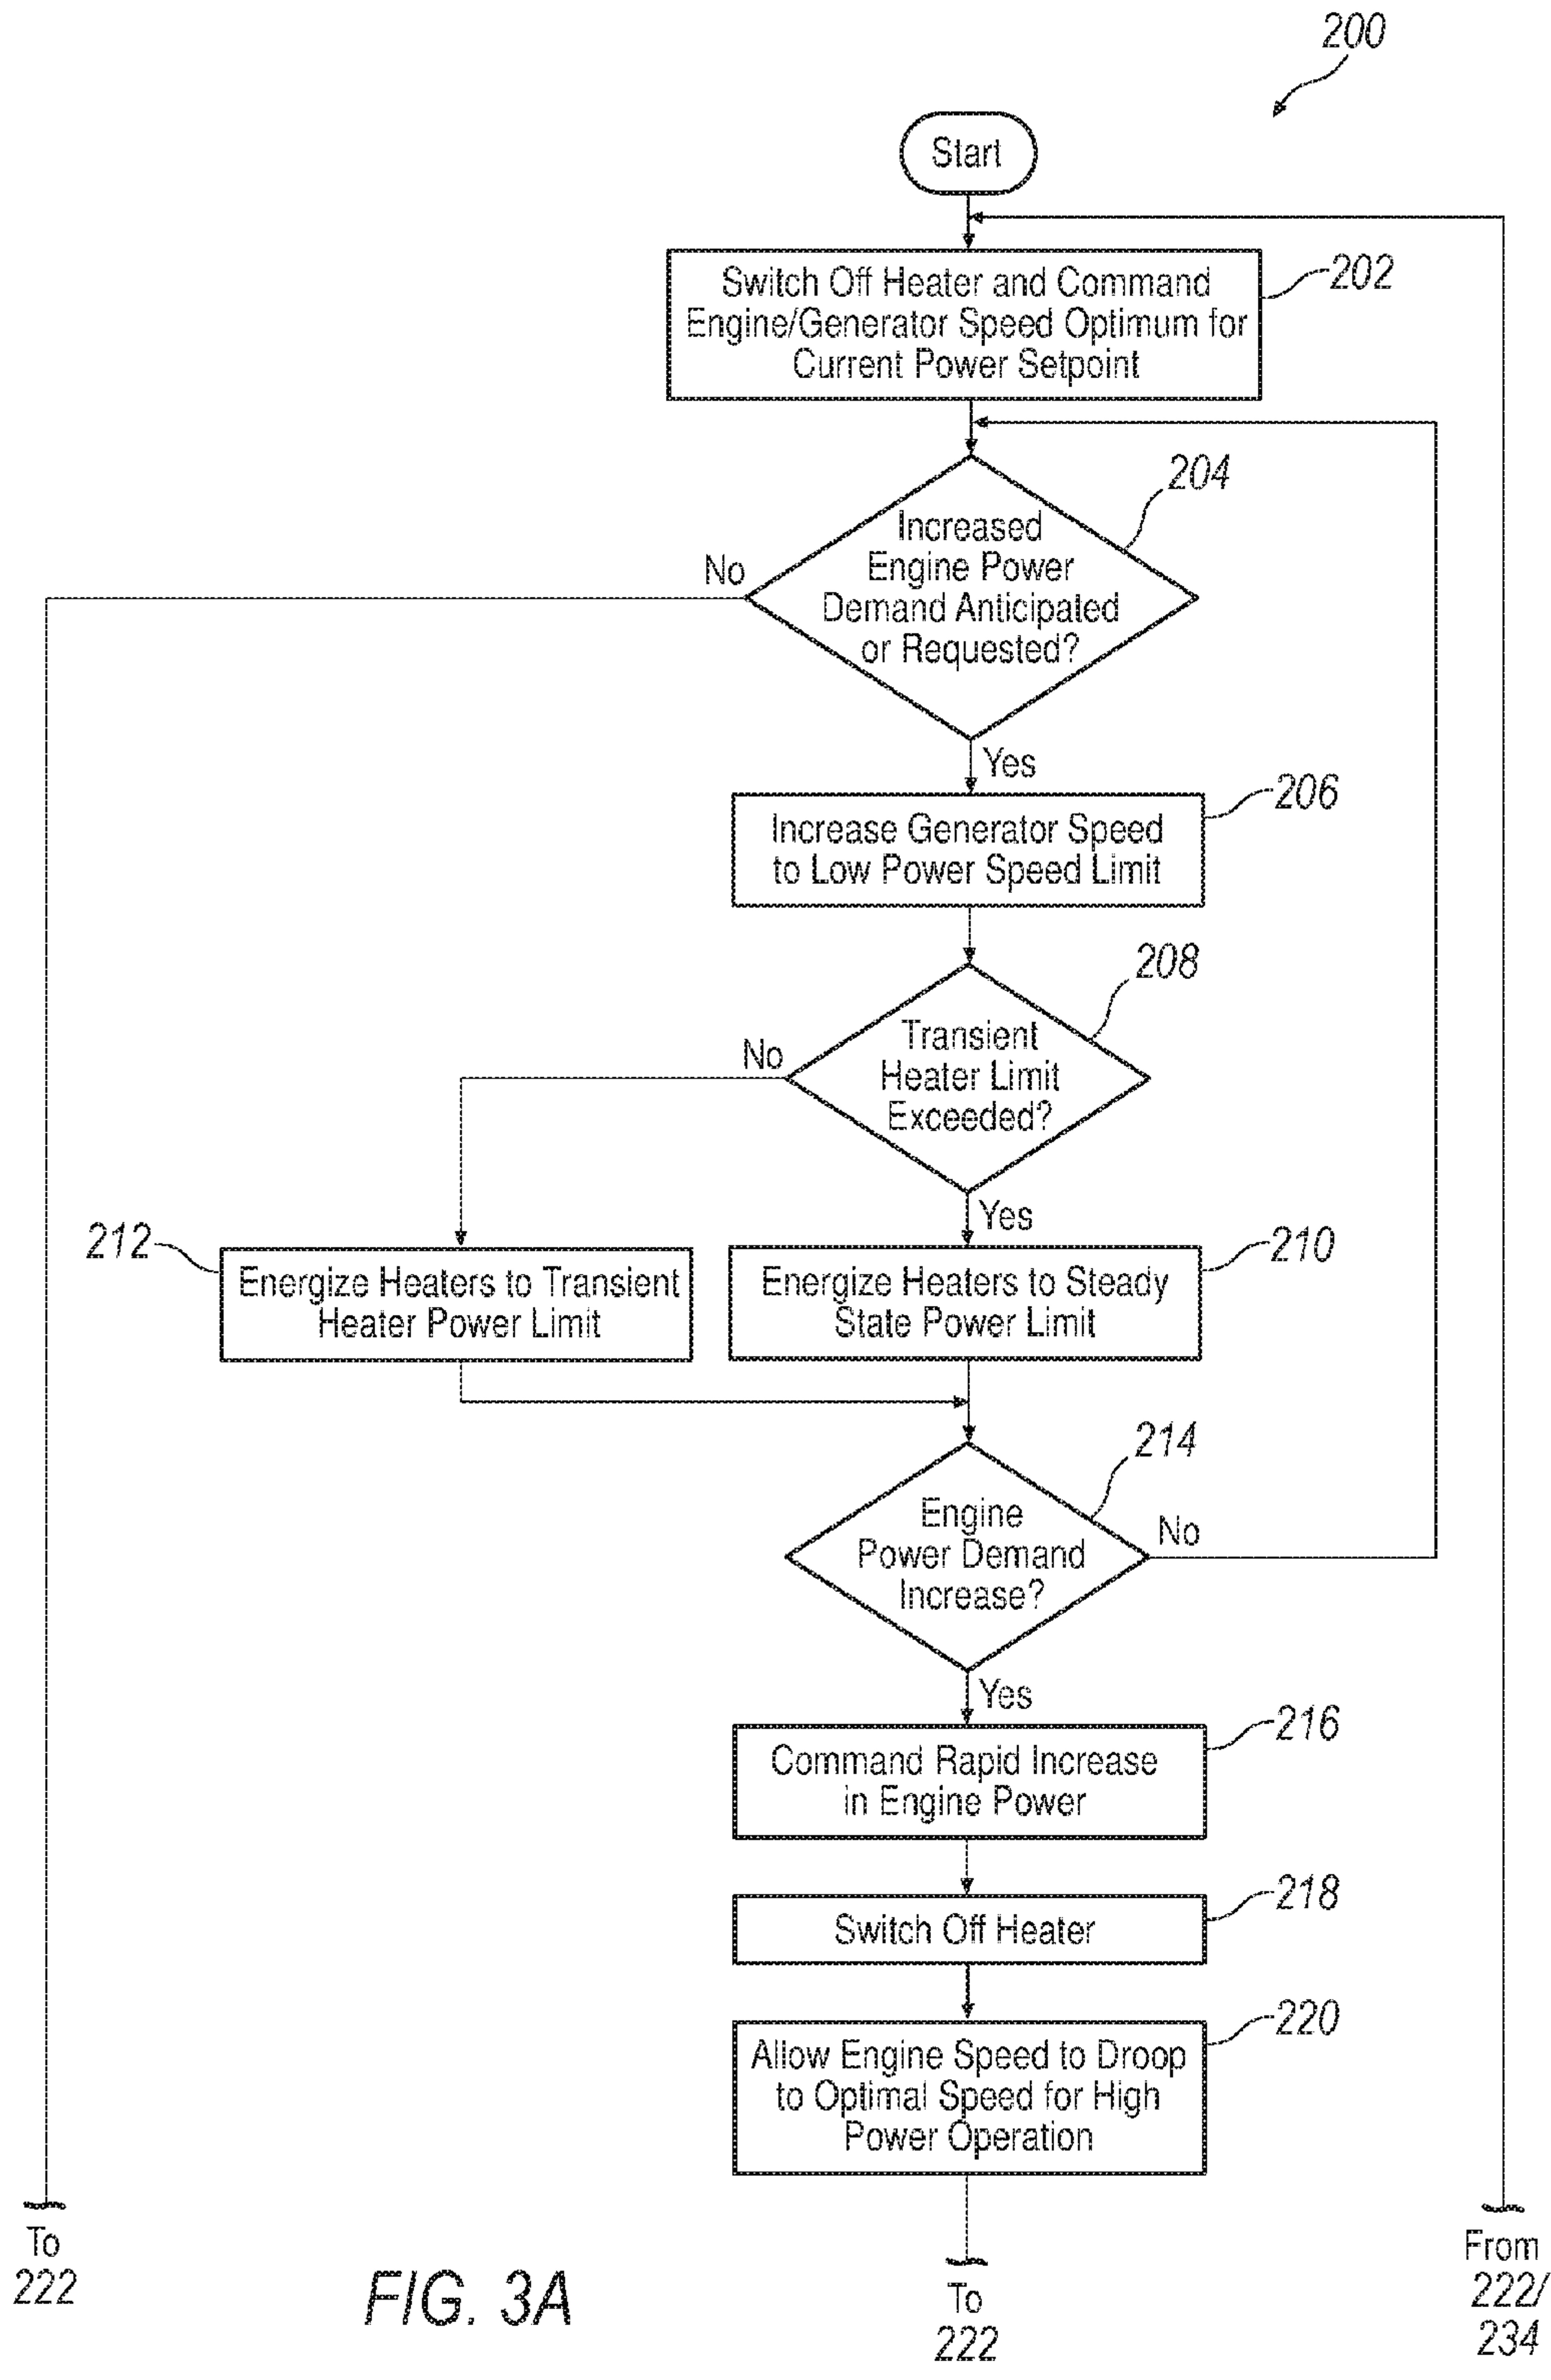 200
Start
Switch Off Heater and Command
Engine/Generator Speed Optimum for
Current Power Setpoint
202
204
Increased
Engine Power
Demand Anticipated
or Requested?
No
Yes
206
Increase Generator Speed
to Low Power Speed Limit
208
Transient
Heater Limit
Exceeded?
No
Yes
212
Energize Heaters to Transient
Heater Power Limit
210
Energize Heaters to Steady
State Power Limit
214
Engine
Power Demand
Increase?
No
Yes
216
Command Rapid Increase
in Engine Power
218
Switch Off Heater
220
Allow Engine Speed to Droop
to Optimal Speed for High
Power Operation
To
222
FIG. 3A
To
222
From
222/
234